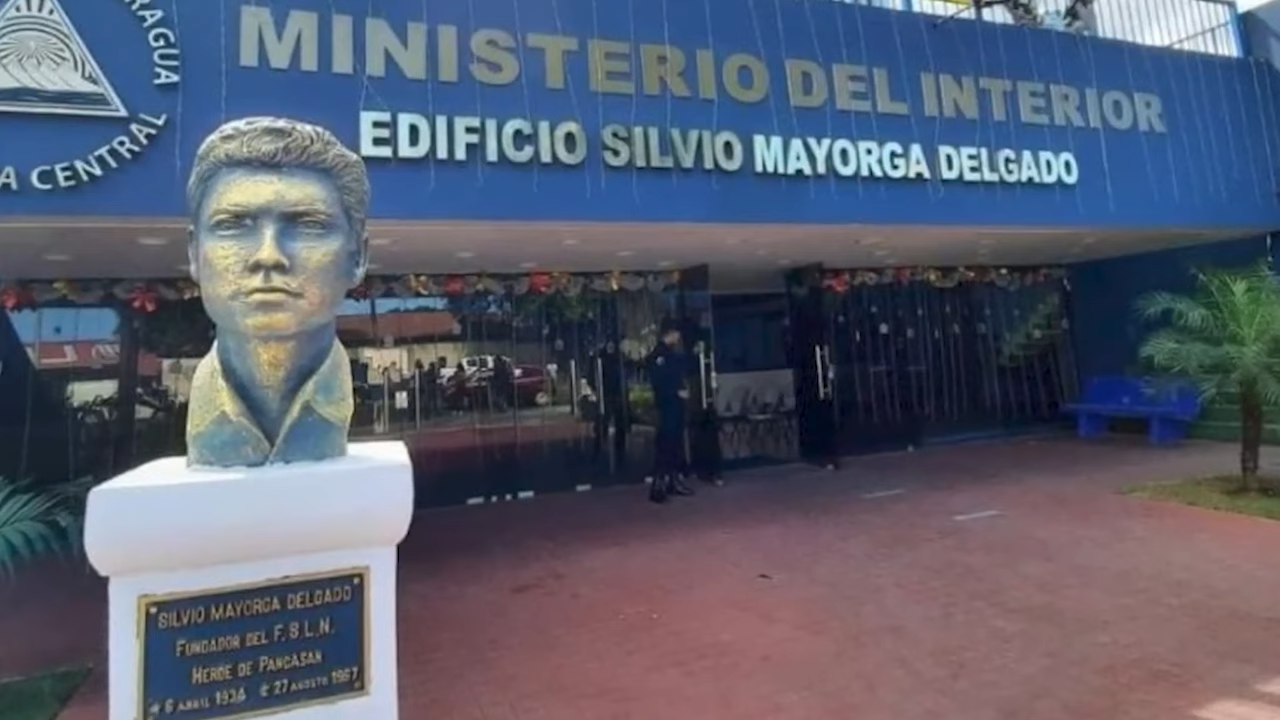 RAGUA
A CENTRAL
MINISTERIO DEL INTERIOR
EDIFICIO SILVIO MAYORGA DELGADO
SILVIO MAYORGA DELGADO
FUNDADOR DEL F.S.L.N.
HEROE DE PANCASAN
6 ABRIL 1934 27 AGOSTO 1967